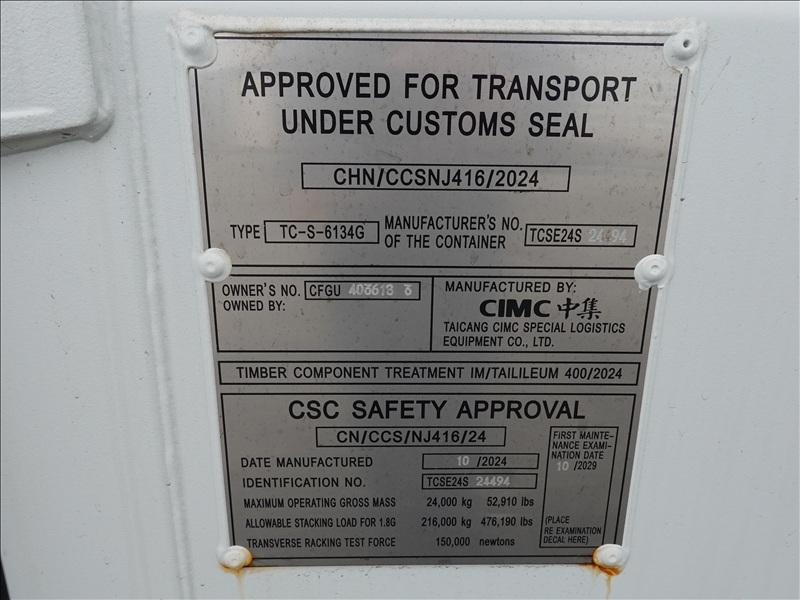 APPROVED FOR TRANSPORT
UNDER CUSTOMS SEAL
CHN/CCSNJ416/2024
TYPE TC-S-6134G MANUFACTURER'S NO. OF THE CONTAINER TCSE24S 24494
OWNER'S NO. CFGU 403613 3
OWNED BY:
MANUFACTURED BY:
CIMC 中集
TAICANG CIMC SPECIAL LOGISTICS
EQUIPMENT CO., LTD.
TIMBER COMPONENT TREATMENT IM/TAILILEUM 400/2024
CSC SAFETY APPROVAL
CN/CCS/NJ416/24
DATE MANUFACTURED 10 /2024
IDENTIFICATION NO. TCSE24S 24494
MAXIMUM OPERATING GROSS MASS 24,000 kg 52,910 lbs
ALLOWABLE STACKING LOAD FOR 1.8G 216,000 kg 476,190 lbs
TRANSVERSE RACKING TEST FORCE 150,000 newtons
FIRST MAINTE-
NANCE EXAMI-
NATION DATE
10 /2029
(PLACE
RE EXAMINATION
DECAL HERE)